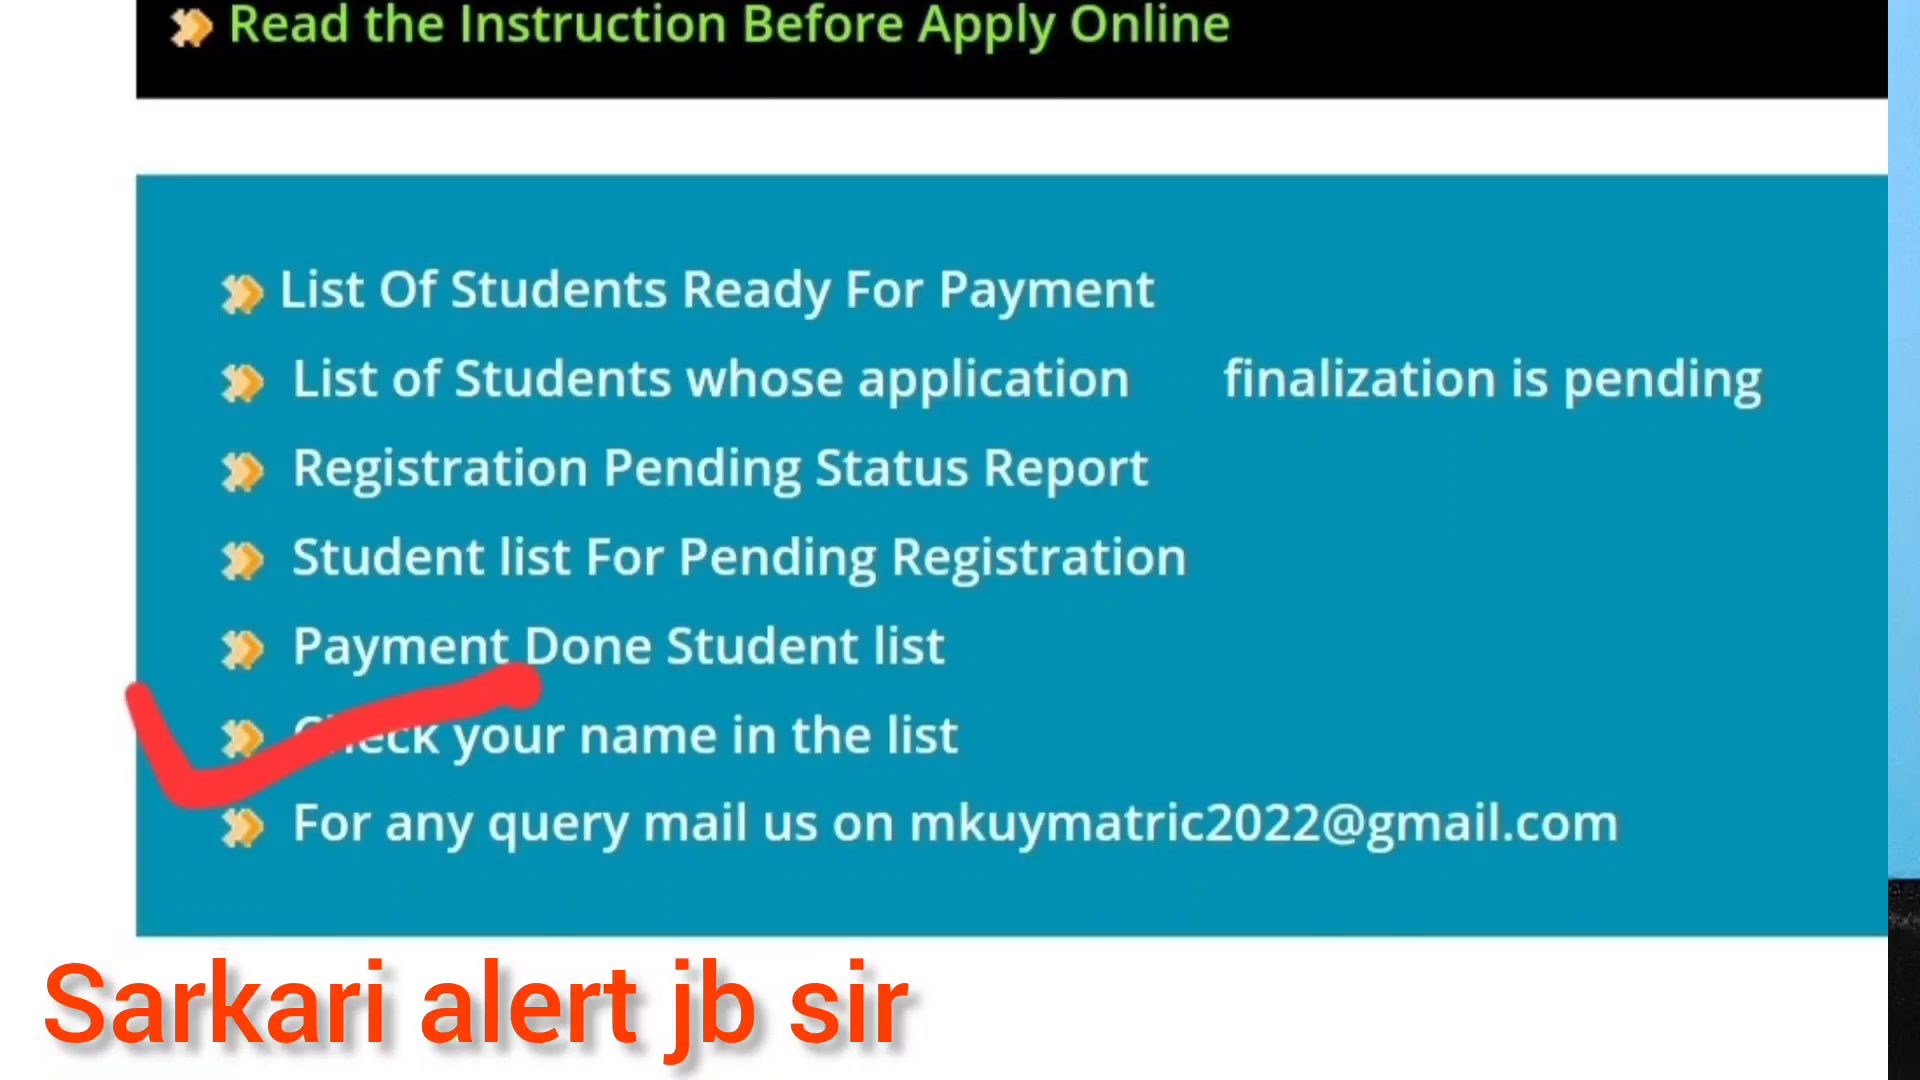 Read the Instruction Before Apply Online
List Of Students Ready For Payment
List of Students whose application finalization is pending
Registration Pending Status Report
Student list For Pending Registration
Payment Done Student list
Check your name in the list
For any query mail us on mkuymatric2022@gmail.com
Sarkari alert jb sir